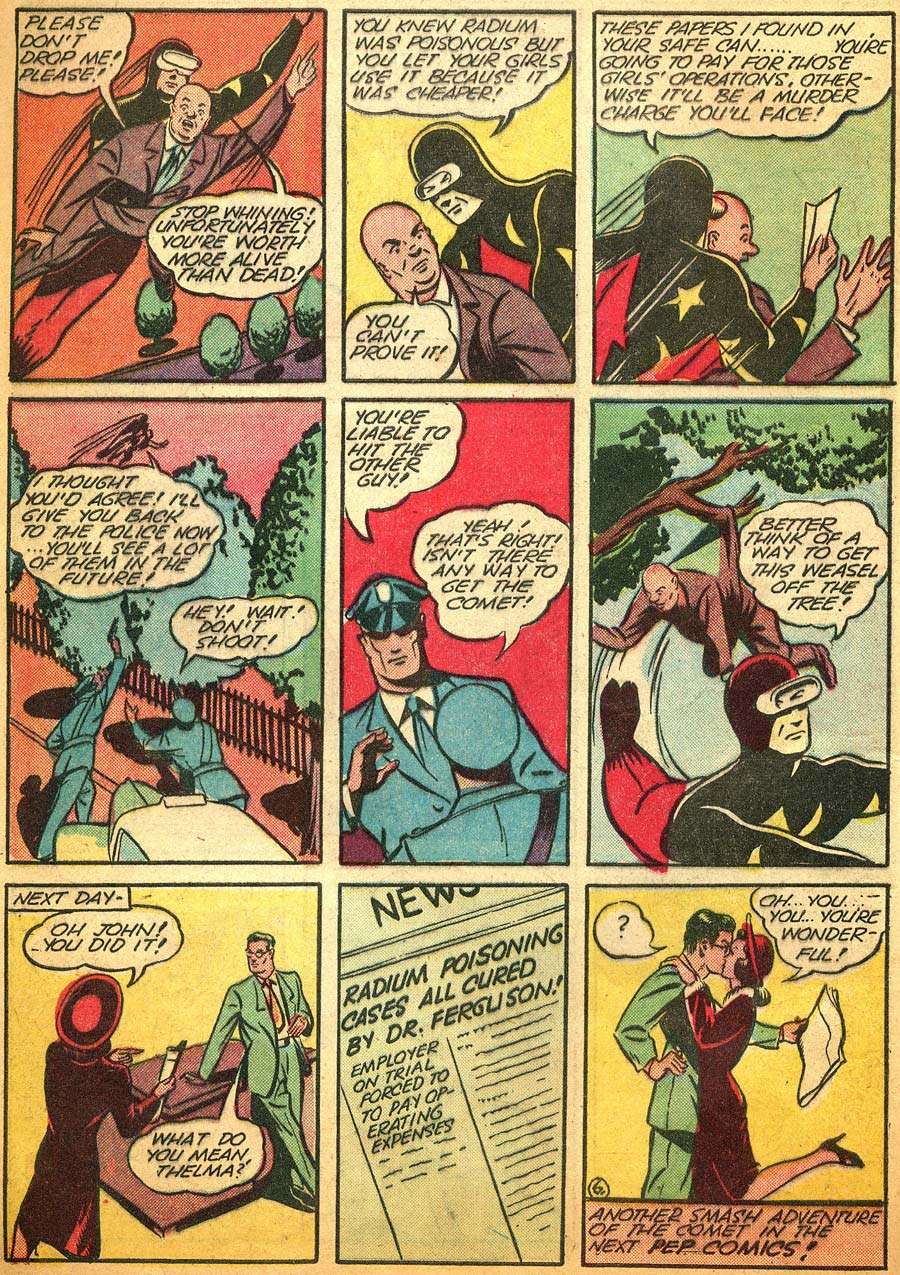 PLEASE
DON'T
DROP ME!
PLEASE!
STOP WHINING!
UNFORTUNATELY
YOU'RE WORTH
MORE ALIVE
THAN DEAD!
YOU KNEW RADIUM
WAS POISONOUS BUT
YOU LET YOUR GIRLS
USE IT BECAUSE IT
WAS CHEAPER!
YOU
CAN'T
PROVE IT!
THESE PAPERS I FOUND IN
YOUR SAFE CAN...... YOU'RE
GOING TO PAY FOR THOSE
GIRLS' OPERATIONS, OTHER-
WISE IT'LL BE A MURDER
CHARGE YOU'LL FACE!
I THOUGHT
YOU'D AGREE! I'LL
GIVE YOU BACK
TO THE POLICE NOW
...YOU'LL SEE A LOT
OF THEM IN THE
FUTURE!
HEY! WAIT!
DON'T
SHOOT!
YOU'RE
LIABLE TO
HIT THE
OTHER
GUY!
YEAH!
THAT'S RIGHT!
ISN'T THERE
ANY WAY TO
GET THE
COMET!
BETTER
THINK OF A
WAY TO GET
THIS WEASEL
OFF THE
TREE!
NEXT DAY-
OH JOHN!
..YOU DID IT!
WHAT DO
YOU MEAN,
THELMA?
NEWS
RADIUM POISONING
CASES ALL CURED
BY DR. FERGUSON!
EMPLOYER
ON TRIAL
FORCED TO
TO PAY OP-
ERATING
EXPENSES
?
OH...YOU....
YOU...YOU'RE
WONDER-
FUL!
6.
ANOTHER SMASH ADVENTURE
OF THE COMET IN THE
NEXT PEP COMICS!